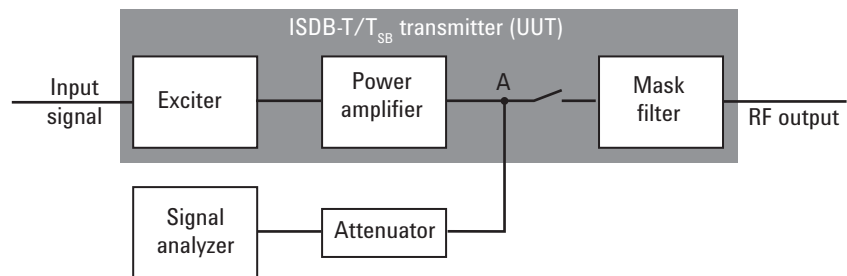 ISDB-T/T_SB transmitter (UUT)
Input
signal
Exciter
Power
amplifier
A
Mask
filter
RF output
Signal
analyzer
Attenuator